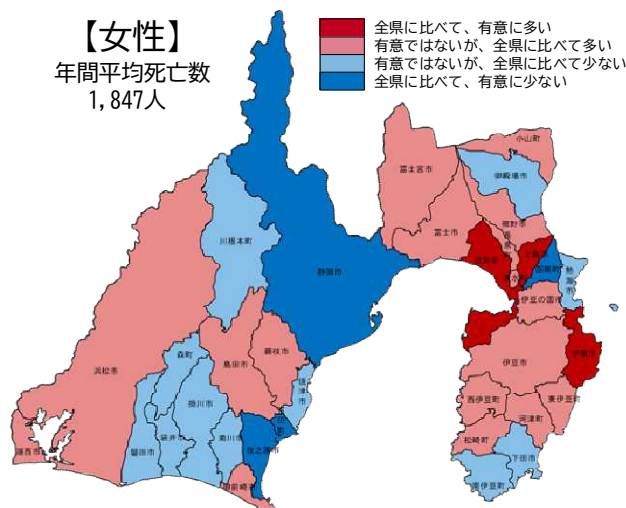 【女性】
年間平均死亡数
1,847人
全県に比べて、有意に多い
有意ではないが、全県に比べて多い
有意ではないが、全県に比べて少ない
全県に比べて、有意に少ない
小山町
御殿場市
富士宮市
裾野市
富士市
川根本町
静岡市
熱海市
函南町
伊豆の国市
伊東市
浜松市
森町
島田市
藤枝市
伊豆市
掛川市
焼津市
西伊豆町
東伊豆町
河津町
袋井市
菊川市
磐田市
湖西市
松崎町
下田市
南伊豆町
御前崎市